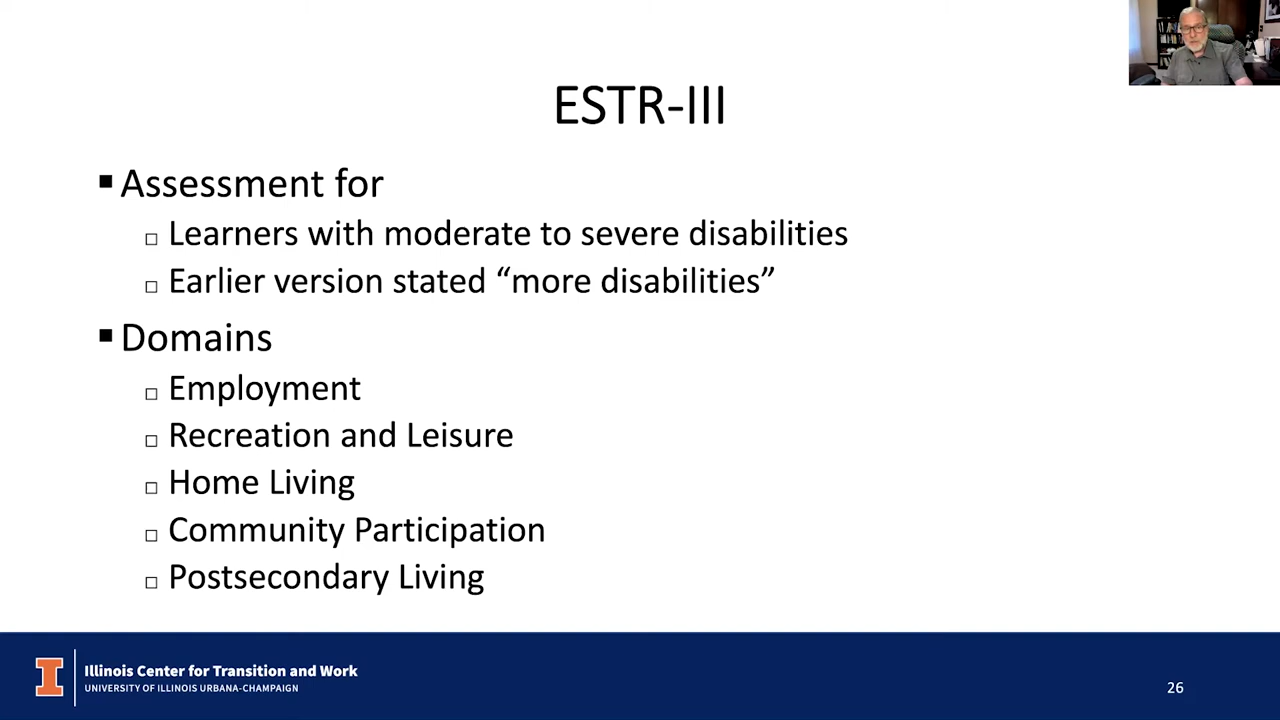 ESTR-III
▪Assessment for
□ Learners with moderate to severe disabilities
□ Earlier version stated “more disabilities”
▪Domains
□ Employment
□ Recreation and Leisure
□ Home Living
□ Community Participation
□ Postsecondary Living
I
Illinois Center for Transition and Work
UNIVERSITY OF ILLINOIS URBANA-CHAMPAIGN
26